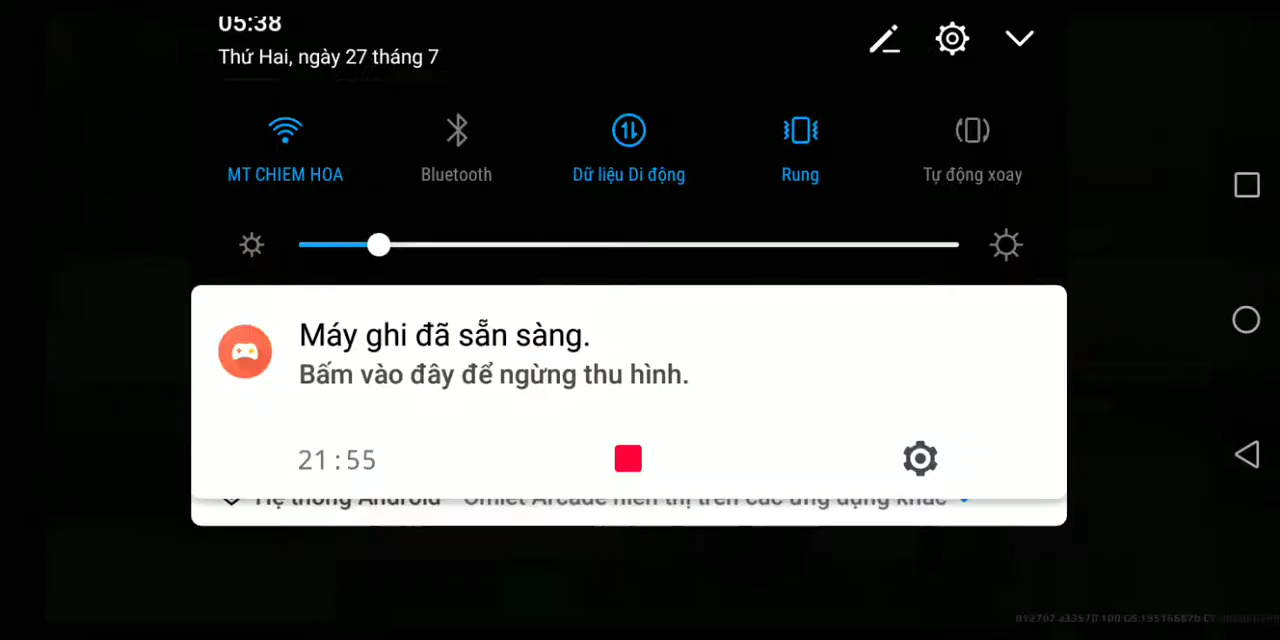 05:38
Thứ Hai, ngày 27 tháng 7
MT CHIEM HOA
Bluetooth
Dữ liệu Di động
Rung
Tự động xoay
Máy ghi đã sẵn sàng.
Bấm vào đây để ngừng thu hình.
21:55
Hệ thống Android Omlet Arcade hiển thị trên các ứng dụng khác